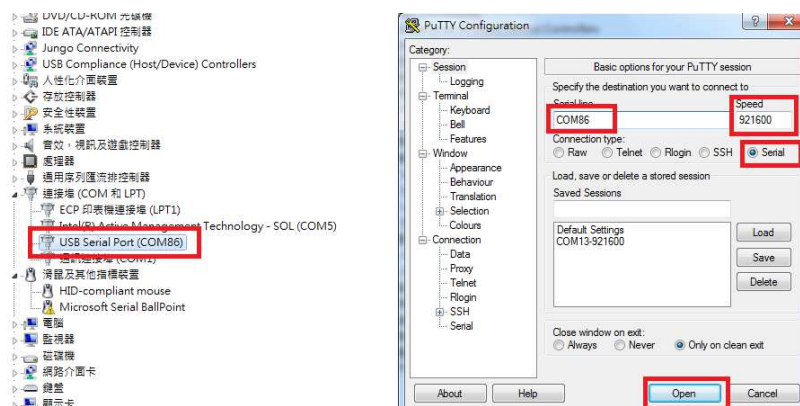 DVD/CD-ROM 光碟機
IDE ATA/ATAPI 控制器
Jungo Connectivity
USB Compliance (Host/Device) Controllers
人性化介面裝置
存放控制器
安全性裝置
系統裝置
音效，視訊及遊戲控制器
處理器
通用序列匯流排控制器
連接埠 (COM 和 LPT)
ECP 印表機連接埠 (LPT1)
Intel(R) Active Management Technology - SOL (COM5)
USB Serial Port (COM86)
通訊連接埠 (COM1)
滑鼠及其他指標裝置
HID-compliant mouse
Microsoft Serial BallPoint
電腦
監視器
磁碟機
網路介面卡
鍵盤
顯示卡
PuTTY Configuration
Category:
Session
Logging
Terminal
Keyboard
Bell
Features
Window
Appearance
Behaviour
Translation
Selection
Colours
Connection
Data
Proxy
Telnet
Rlogin
SSH
Serial
Basic options for your PuTTY session
Specify the destination you want to connect to
Serial line
Speed
COM86
921600
Connection type:
Raw Telnet Rlogin SSH Serial
Load, save or delete a stored session
Saved Sessions
Default Settings
COM13-921600
Load
Save
Delete
Close window on exit:
Always Never Only on clean exit
About Help Open Cancel